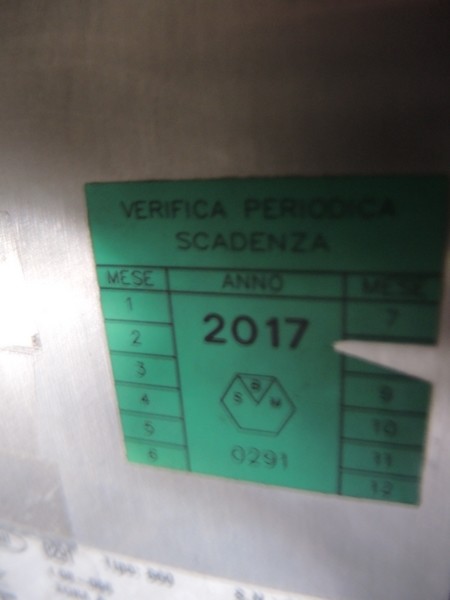 VERIFICA PERIODICA
SCADENZA
MESE ANNO MESE
1 7
2
3
4 9
5 10
6 11
12
2017
S B M
0291
Tipo